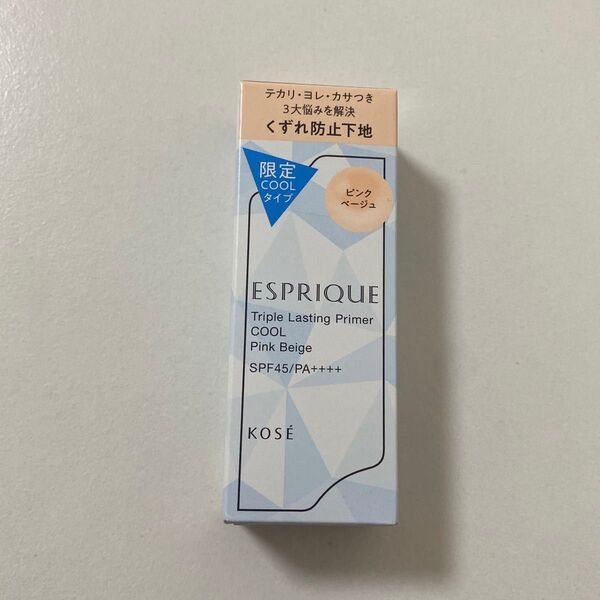 テカリ・ヨレ・カサつき
3大悩みを解決
くずれ防止下地
限定
COOL
タイプ
ピンク
ベージュ
ESPRIQUE
Triple Lasting Primer
COOL
Pink Beige
SPF45/PA++++
KOSÉ